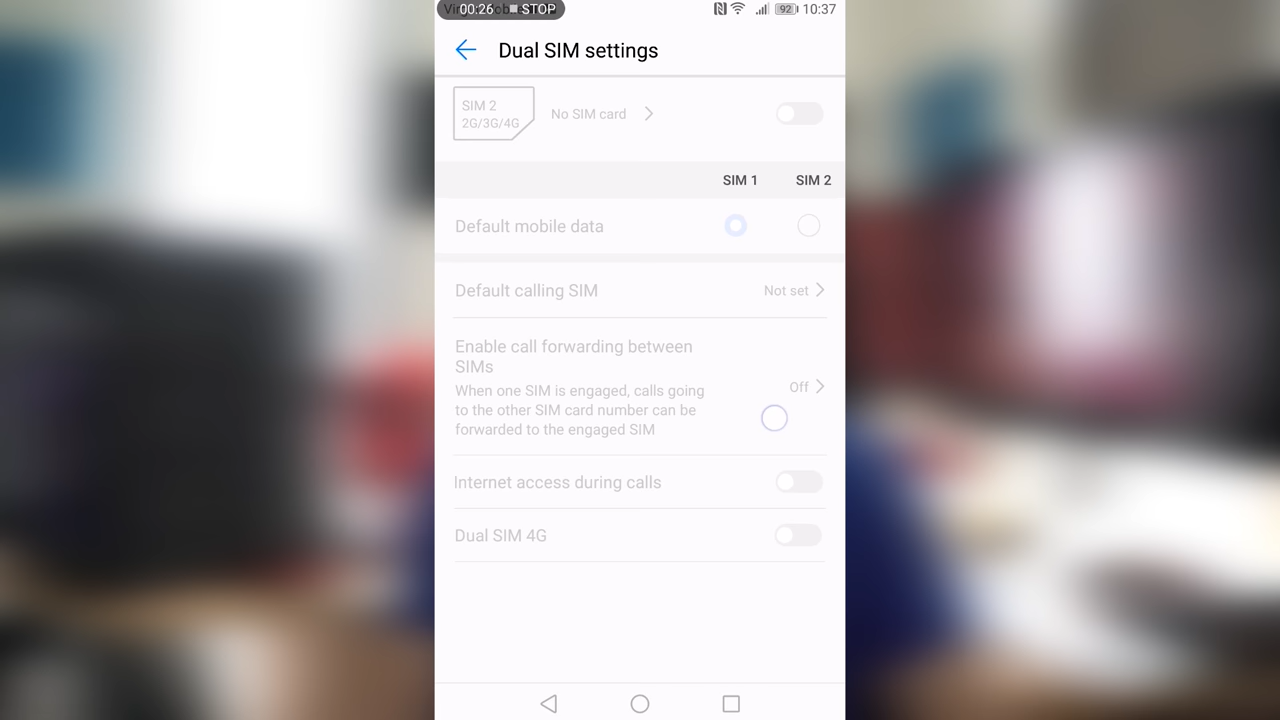 00:26 STOP 92 10:37
Dual SIM settings
SIM 2
2G/3G/4G
No SIM card
SIM 1 SIM 2
Default mobile data
Default calling SIM Not set
Enable call forwarding between
SIMs
Off
When one SIM is engaged, calls going
to the other SIM card number can be
forwarded to the engaged SIM
Internet access during calls
Dual SIM 4G